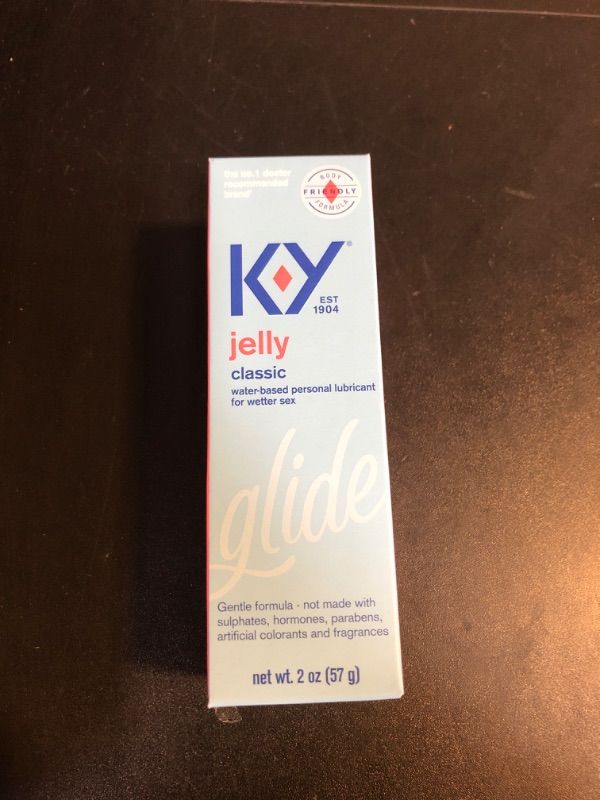 the no.1 doctor
recommended
brand*
BODY
FRIENDLY
FORMULA
KY®
EST
1904
jelly
classic
water-based personal lubricant
for wetter sex
glide
Gentle formula - not made with
sulphates, hormones, parabens,
artificial colorants and fragrances
net wt. 2 oz (57 g)